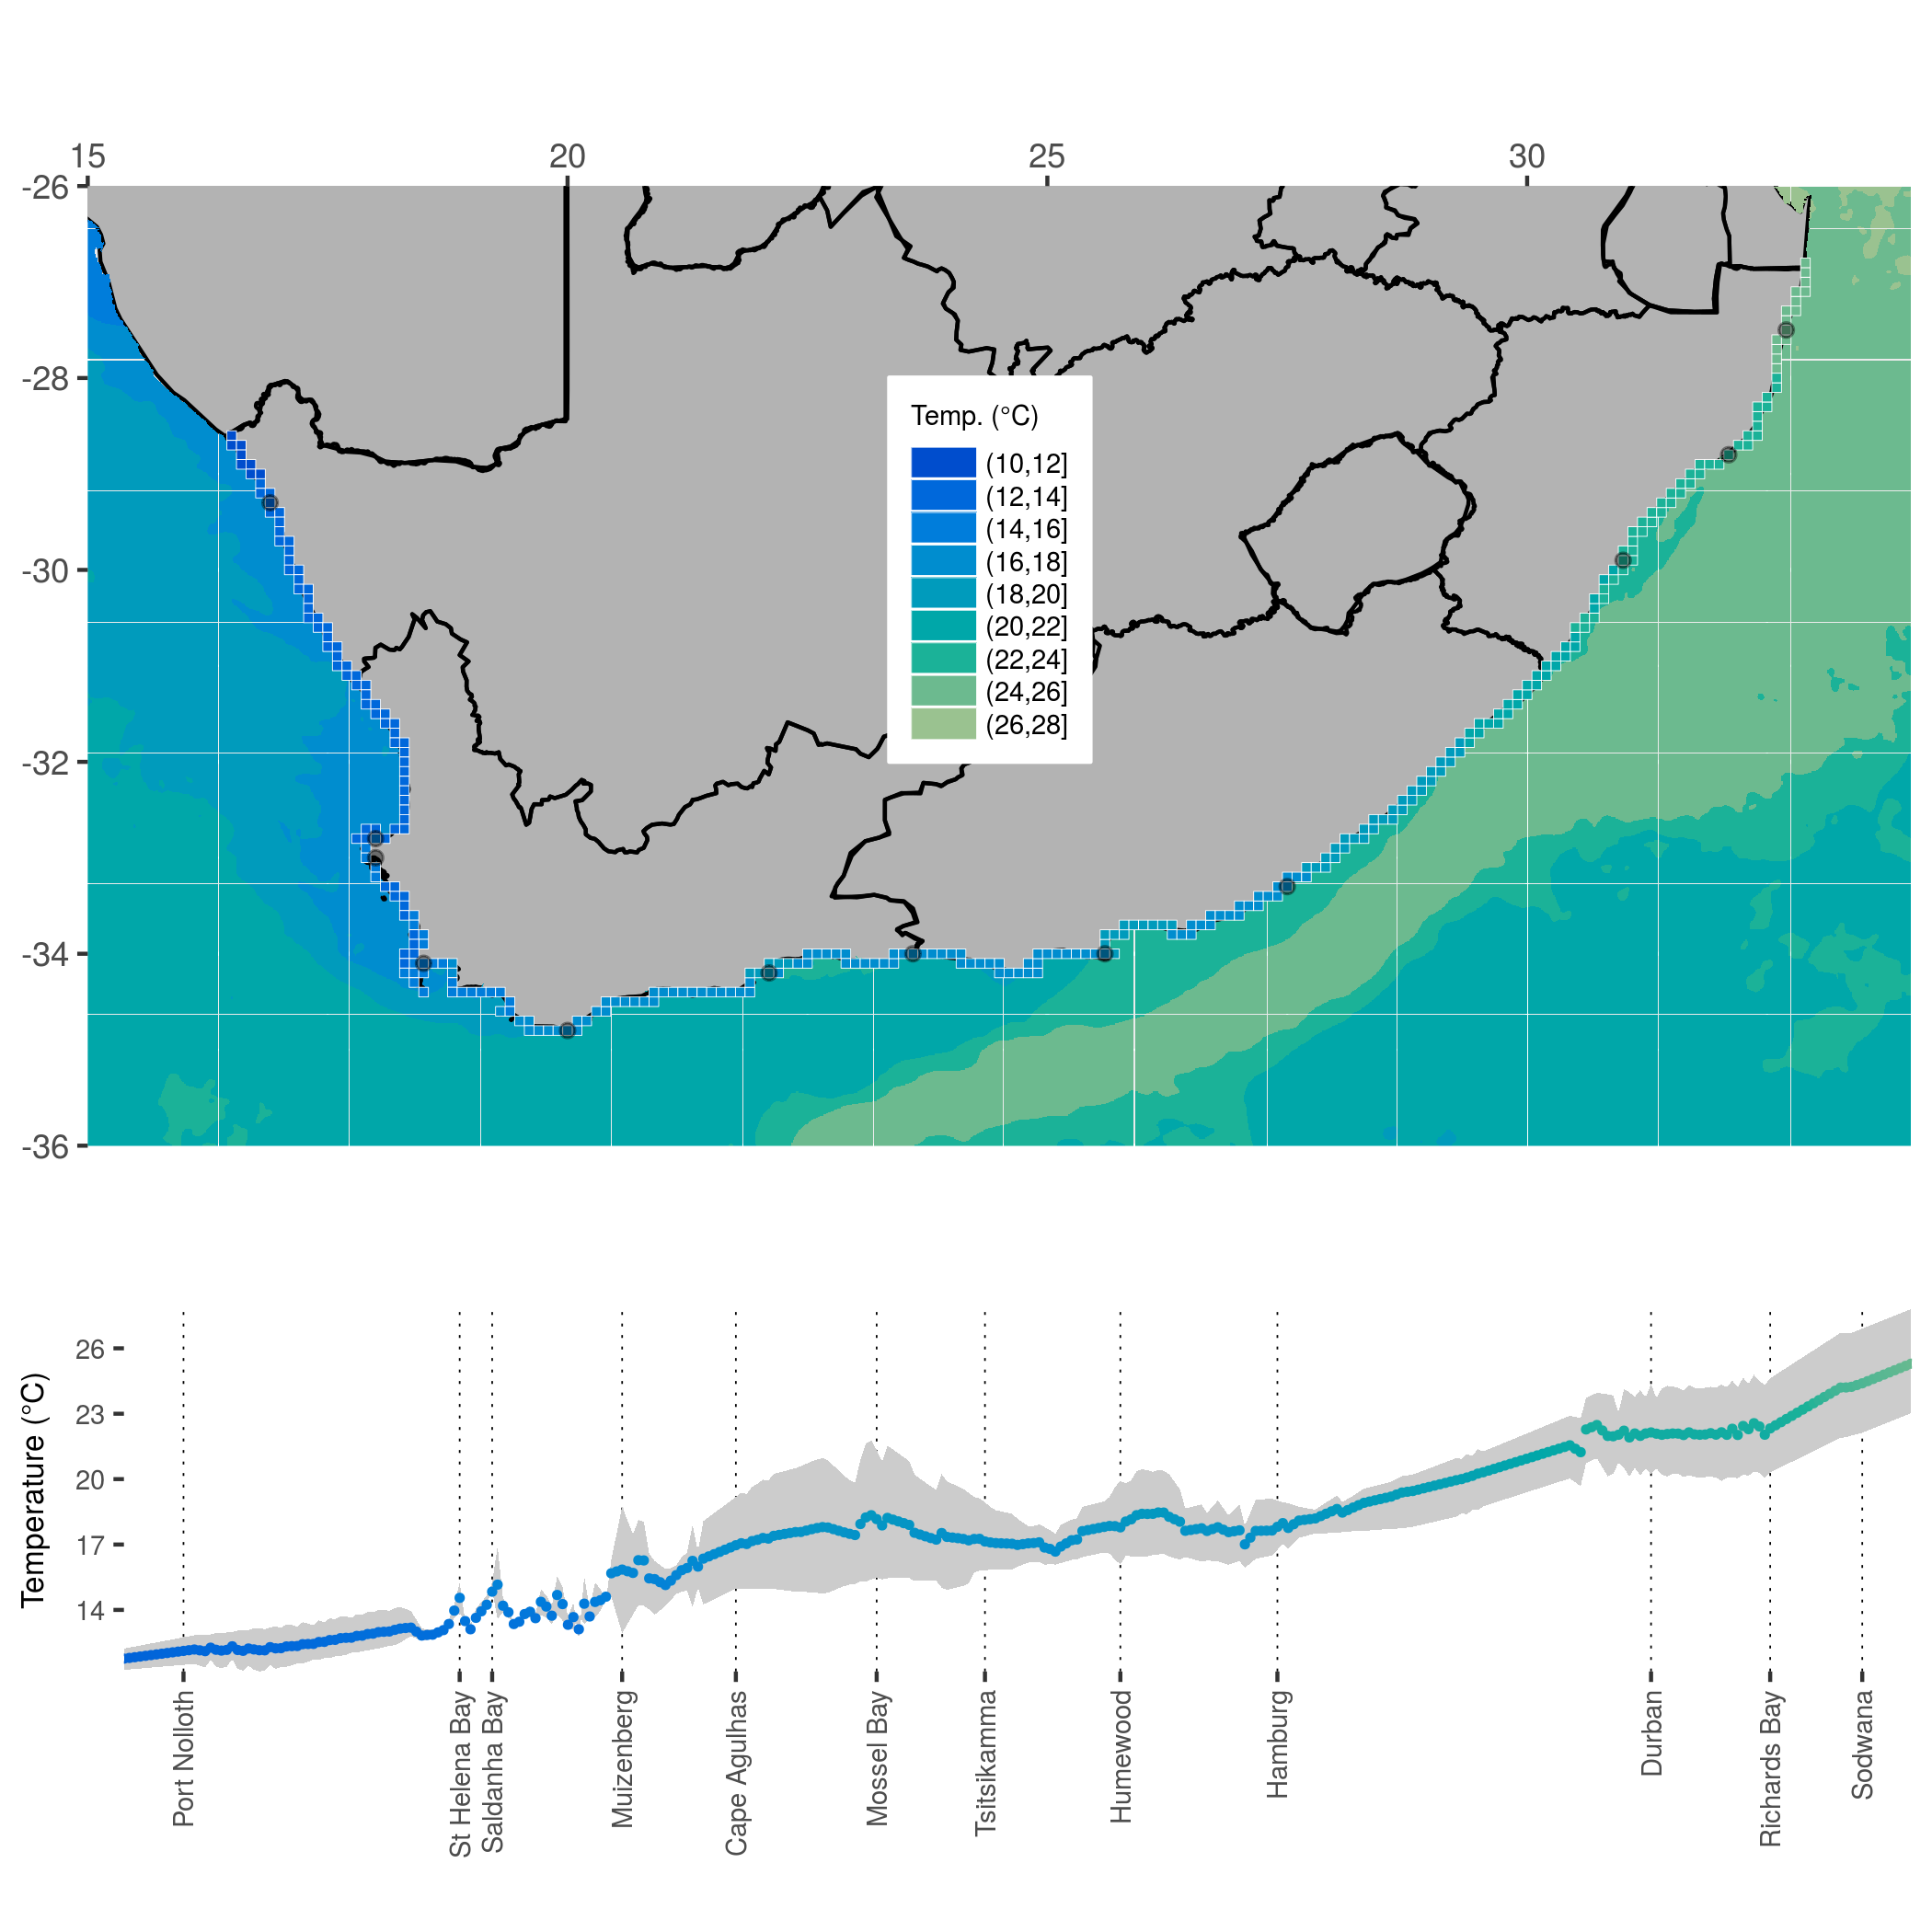 15 20 25 30
-26
-28
-30
-32
-34
-36
Temp. (°C)
(10,12]
(12,14]
(14,16]
(16,18]
(18,20]
(20,22]
(22,24]
(24,26]
(26,28]
Temperature (°C)
26
23
20
17
14
Port Nolloth
St Helena Bay
Saldanha Bay
Muizenberg
Cape Agulhas
Mossel Bay
Tsitsikamma
Humewood
Hamburg
Durban
Richards Bay
Sodwana